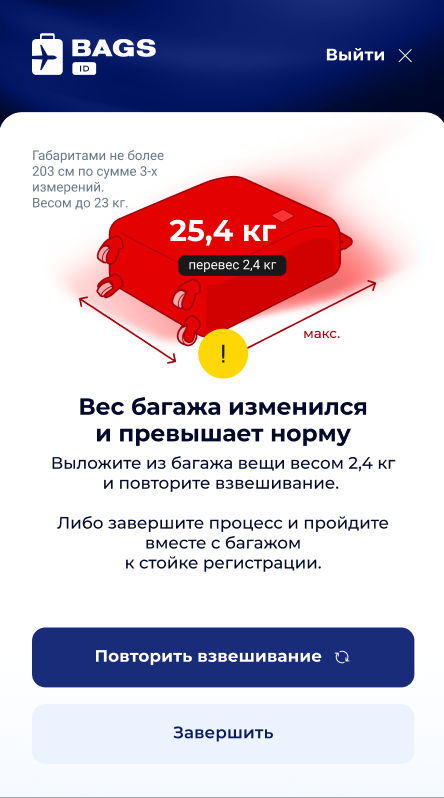 BAGS
ID
Выйти
Габаритами не более
203 см по сумме 3-х
измерений.
Весом до 23 кг.
25,4 кг
перевес 2,4 кг
макс.
!
Вес багажа изменился
и превышает норму
Выложите из багажа вещи весом 2,4 кг
и повторите взвешивание.
Либо завершите процесс и пройдите
вместе с багажом
к стойке регистрации.
Повторить взвешивание
Завершить